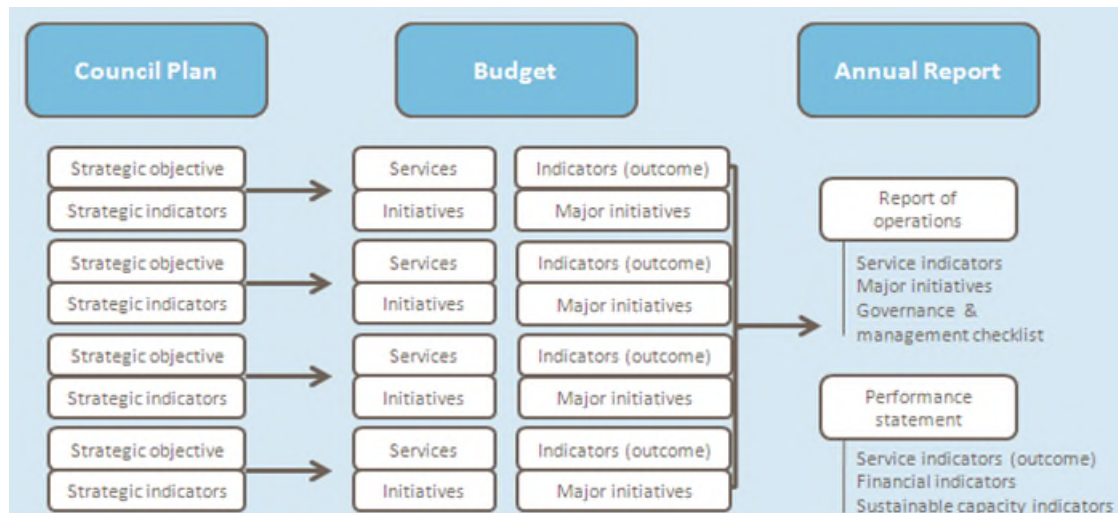 Council Plan
Budget
Annual Report
Strategic objective
Strategic indicators
Strategic objective
Strategic indicators
Strategic objective
Strategic indicators
Strategic objective
Strategic indicators
Services
Initiatives
Services
Initiatives
Services
Initiatives
Services
Initiatives
Indicators (outcome)
Major initiatives
Indicators (outcome)
Major initiatives
Indicators (outcome)
Major initiatives
Indicators (outcome)
Major initiatives
Report of
operations
Service indicators
Major initiatives
Governance &
management checklist
Performance
statement
Service indicators (outcome)
Financial indicators
Sustainable capacity indicators